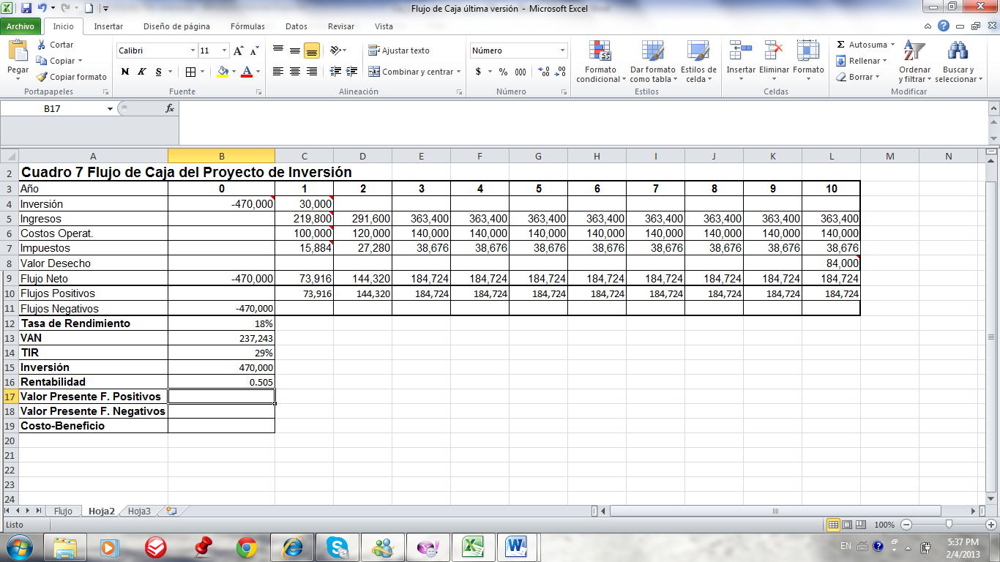 Flujo de Caja última versión - Microsoft Excel
Archivo Inicio Insertar Diseño de página Fórmulas Datos Revisar Vista
Pegar
Cortar
Copiar
Copiar formato
Portapapeles
Calibri 11
N K S
Fuente
Ajustar texto
Combinar y centrar
Alineación
Número
$ % 000
Número
Formato condicional
Dar formato como tabla
Estilos de celda
Estilos
Insertar Eliminar Formato
Celdas
Autosuma
Rellenar
Borrar
Ordenar y filtrar
Buscar y seleccionar
Modificar
B17 fx
A B C D E F G H I J K L M N
2 Cuadro 7 Flujo de Caja del Proyecto de Inversión
3 Año 0 1 2 3 4 5 6 7 8 9 10
4 Inversión -470,000 30,000
5 Ingresos 219,800 291,600 363,400 363,400 363,400 363,400 363,400 363,400 363,400 363,400
6 Costos Operat. 100,000 120,000 140,000 140,000 140,000 140,000 140,000 140,000 140,000 140,000
7 Impuestos 15,884 27,280 38,676 38,676 38,676 38,676 38,676 38,676 38,676 38,676
8 Valor Desecho 84,000
9 Flujo Neto -470,000 73,916 144,320 184,724 184,724 184,724 184,724 184,724 184,724 184,724 184,724
10 Flujos Positivos 73,916 144,320 184,724 184,724 184,724 184,724 184,724 184,724 184,724 184,724
11 Flujos Negativos -470,000
12 Tasa de Rendimiento 18%
13 VAN 237,243
14 TIR 29%
15 Inversión 470,000
16 Rentabilidad 0.505
17 Valor Presente F. Positivos
18 Valor Presente F. Negativos
19 Costo-Beneficio
20
21
22
23
24
Flujo Hoja2 Hoja3
Listo 100%
EN 5:37 PM
2/4/2013